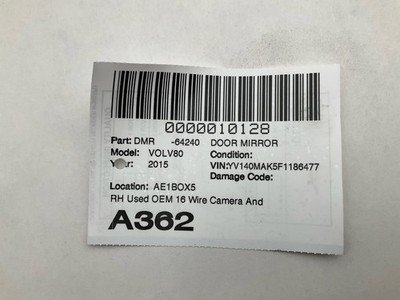 0000010128
Part: DMR -64240 DOOR MIRROR
Model: VOLV80 Condition:
Year: 2015 VIN:YV140MAK5F1186477
Damage Code:
Location: AE1BOX5
RH Used OEM 16 Wire Camera And
A362